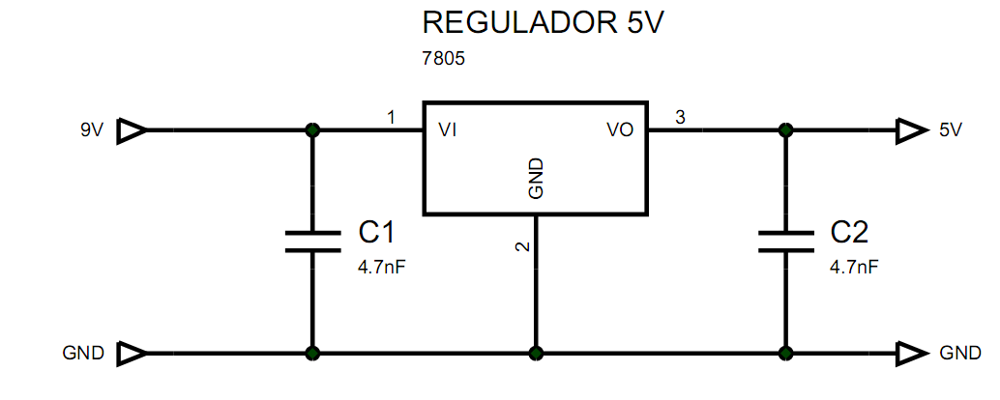 REGULADOR 5V
7805
9V
1
VI
VO
3
5V
GND
2
C1
4.7nF
C2
4.7nF
GND
GND